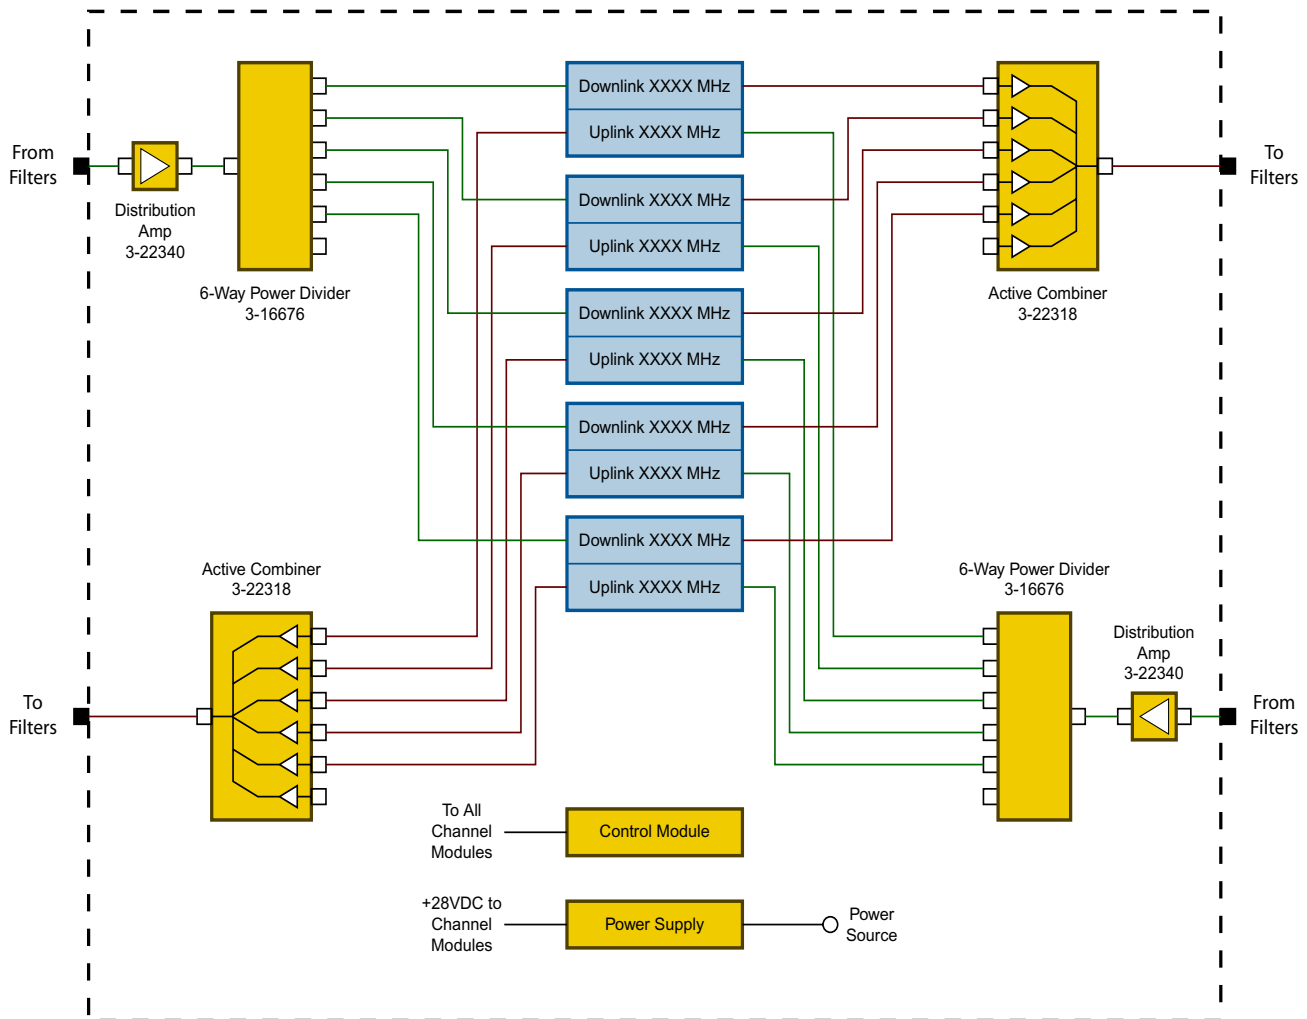 From
Filters
Distribution
Amp
3-22340
6-Way Power Divider
3-16676
Downlink XXXX MHz
Uplink XXXX MHz
Downlink XXXX MHz
Uplink XXXX MHz
Downlink XXXX MHz
Uplink XXXX MHz
Downlink XXXX MHz
Uplink XXXX MHz
Downlink XXXX MHz
Uplink XXXX MHz
Active Combiner
3-22318
To
Filters
Active Combiner
3-22318
To
Filters
6-Way Power Divider
3-16676
Distribution
Amp
3-22340
From
Filters
To All
Channel
Modules
Control Module
+28VDC to
Channel
Modules
Power Supply
Power
Source